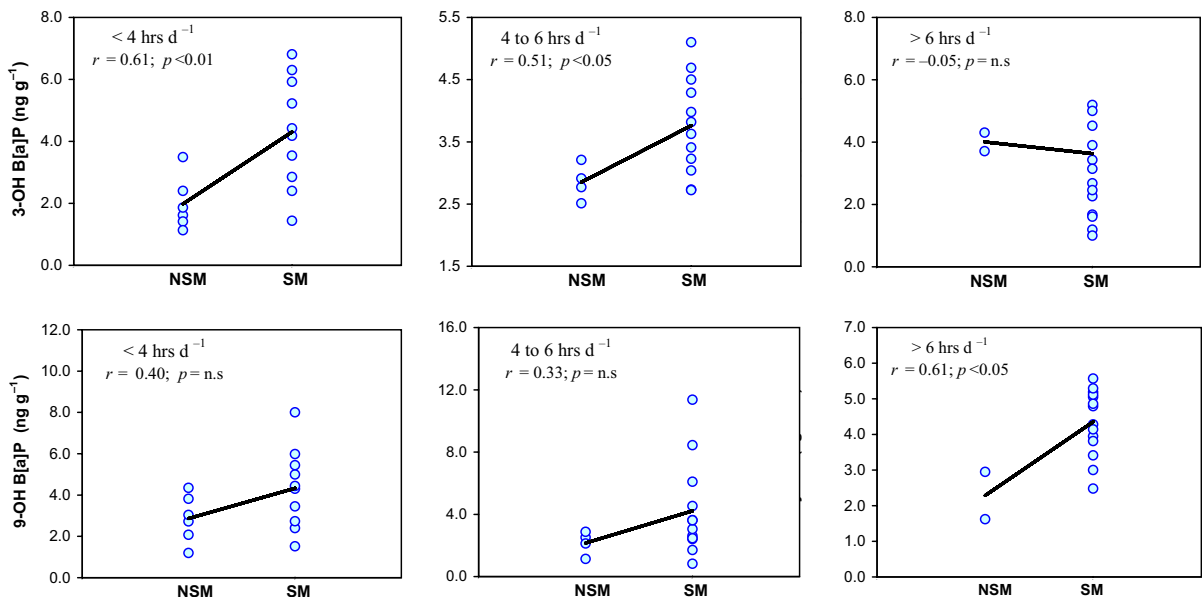 3-OH B[a]P (ng g⁻¹)
8.0
6.0
4.0
2.0
0.0
< 4 hrs d ⁻¹
r = 0.61; p <0.01
NSM SM
5.5
4.5
3.5
2.5
1.5
4 to 6 hrs d ⁻¹
r = 0.51; p <0.05
NSM SM
8.0
6.0
4.0
2.0
0.0
> 6 hrs d ⁻¹
r = –0.05; p = n.s
NSM SM
9-OH B[a]P (ng g⁻¹)
12.0
10.0
8.0
6.0
4.0
2.0
0.0
< 4 hrs d ⁻¹
r = 0.40; p = n.s
NSM SM
16.0
12.0
8.0
4.0
0.0
4 to 6 hrs d ⁻¹
r = 0.33; p = n.s
NSM SM
7.0
6.0
5.0
4.0
3.0
2.0
1.0
0.0
> 6 hrs d ⁻¹
r = 0.61; p <0.05
NSM SM